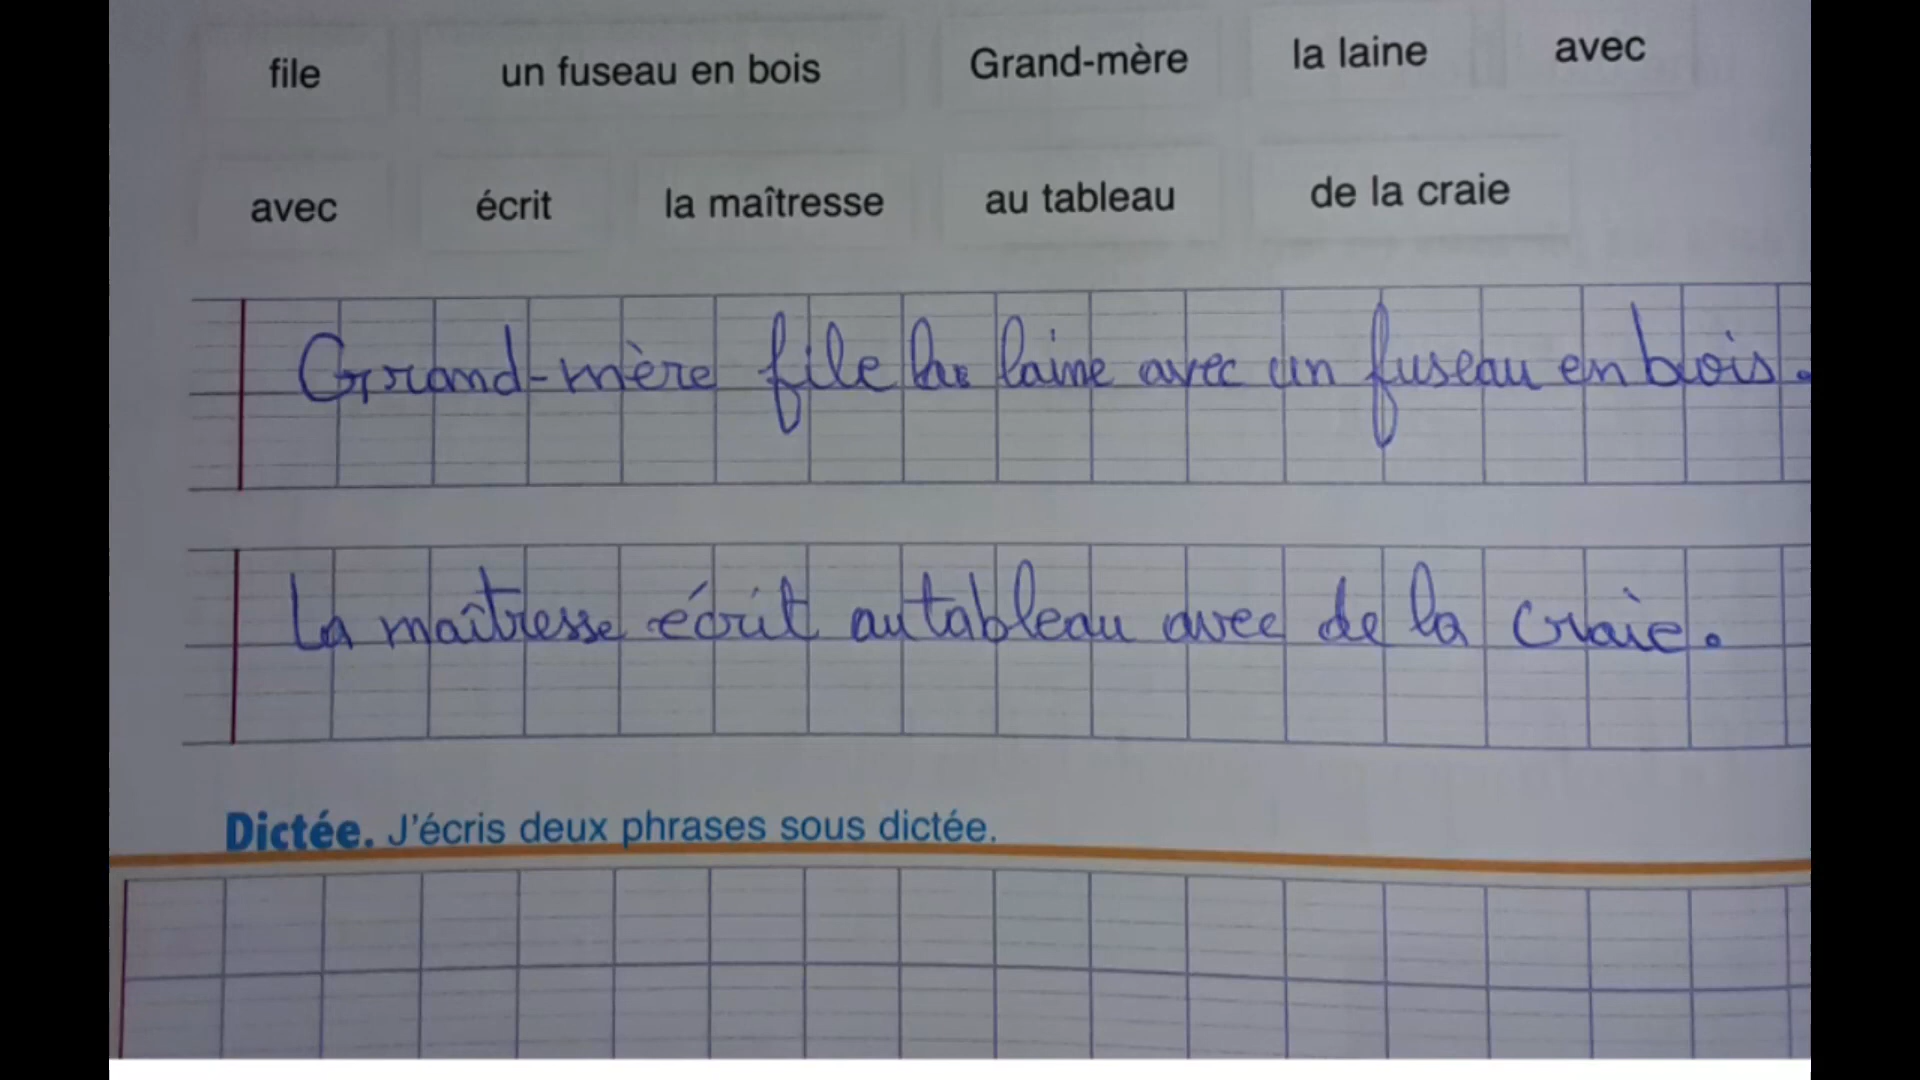 file un fuseau en bois Grand-mère la laine avec
avec écrit la maîtresse au tableau de la craie
Grand-mère file la laine avec un fuseau en bois.
La maîtresse écrit au tableau avec de la craie.
Dictée. J'écris deux phrases sous dictée.